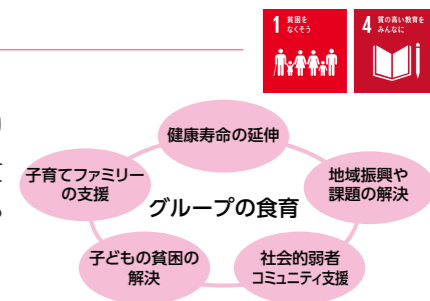 1 貧困を
なくそう
4 質の高い教育を
みんなに
健康寿命の延伸
子育てファミリー
の支援
地域振興や
課題の解決
グループの食育
子どもの貧困の
解決
社会的弱者
コミュニティ支援